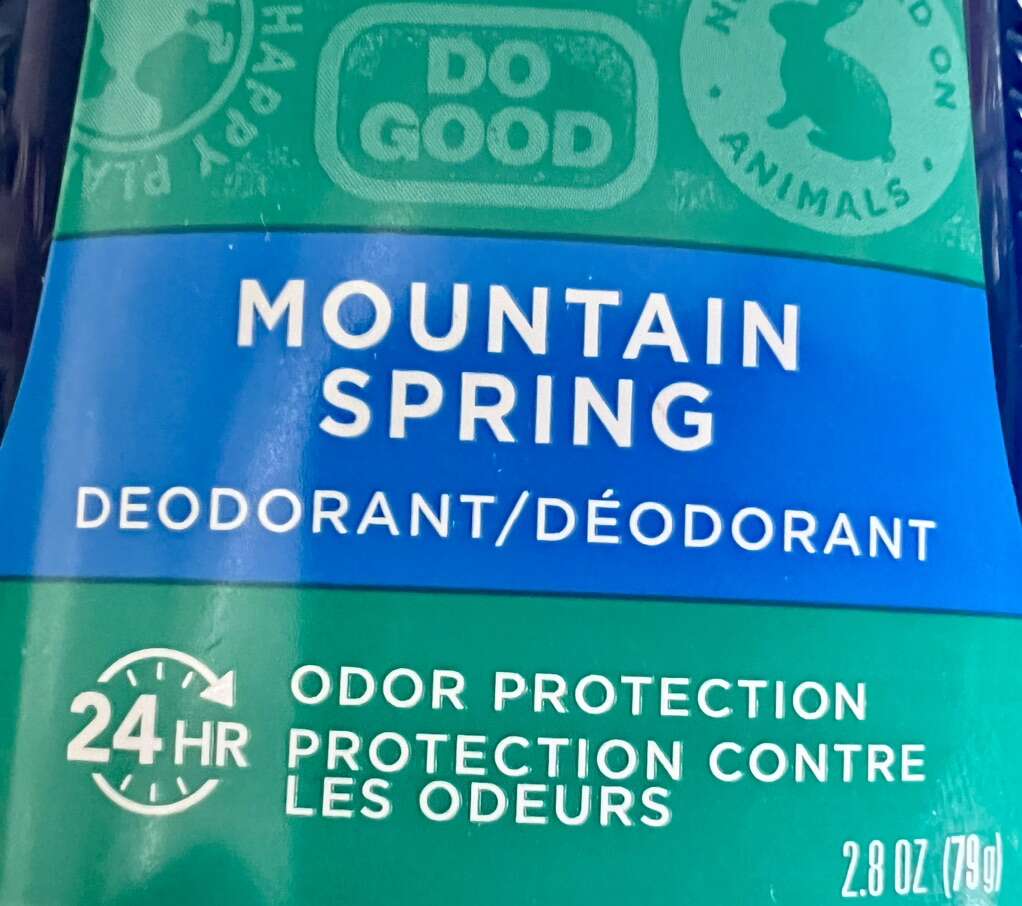 HAPPY
DO
GOOD
ON
ANIMALS
MOUNTAIN
SPRING
DEODORANT/DÉODORANT
24 HR
ODOR PROTECTION
PROTECTION CONTRE
LES ODEURS
2.8 OZ (79g)